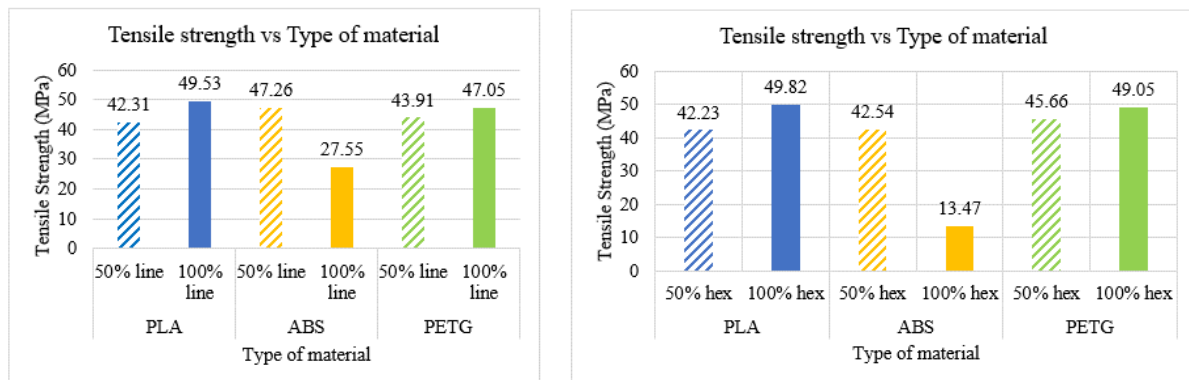 Tensile strength vs Type of material
Tensile Strength (MPa)
60
50
40
30
20
10
0
42.31
49.53
47.26
27.55
43.91
47.05
50% line 100% line 50% line 100% line 50% line 100% line
PLA ABS PETG
Type of material
Tensile strength vs Type of material
Tensile Strength (MPa)
60
50
40
30
20
10
0
42.23
49.82
42.54
13.47
45.66
49.05
50% hex 100% hex 50% hex 100% hex 50% hex 100% hex
PLA ABS PETG
Type of material